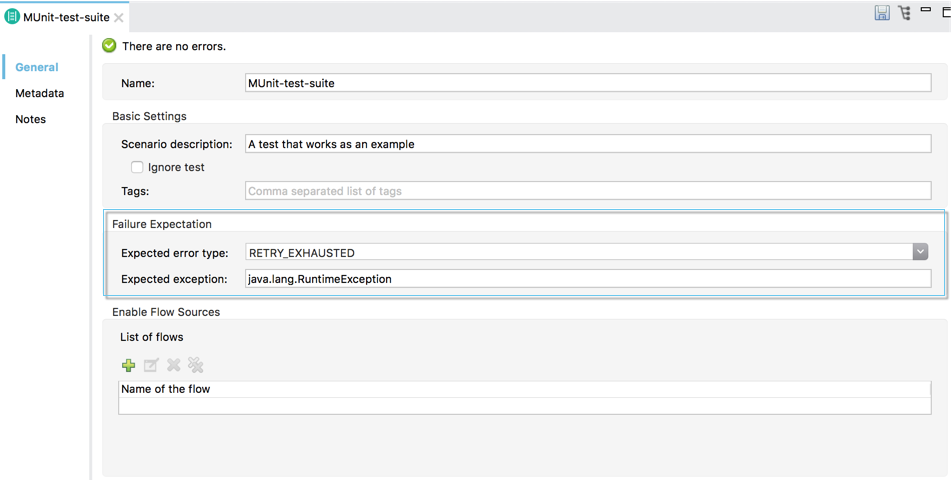 MUnit-test-suite
There are no errors.
General
Metadata
Notes
Name: MUnit-test-suite
Basic Settings
Scenario description: A test that works as an example
Ignore test
Tags: Comma separated list of tags
Failure Expectation
Expected error type: RETRY_EXHAUSTED
Expected exception: java.lang.RuntimeException
Enable Flow Sources
List of flows
Name of the flow